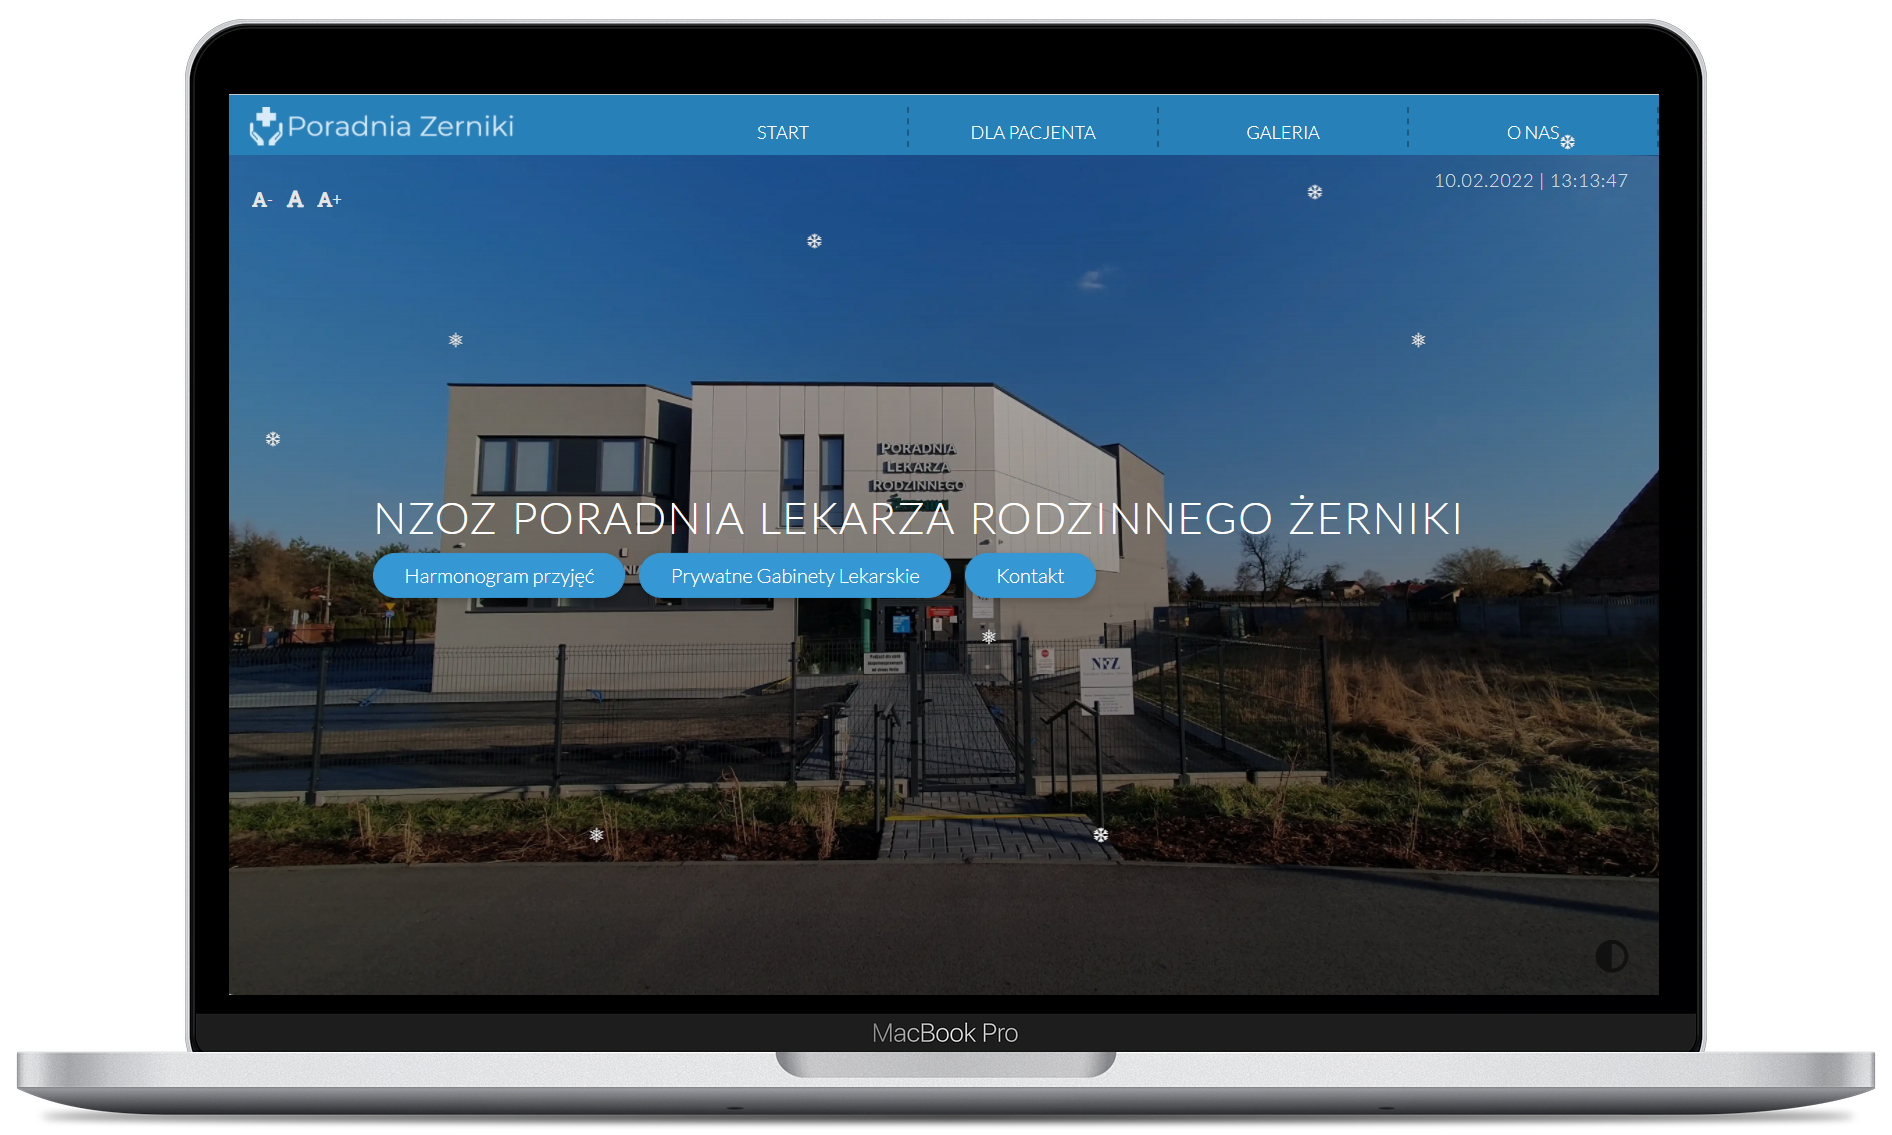 Poradnia Zerniki
START
DLA PACJENTA
GALERIA
O NAS
10.02.2022 | 13:13:47
A- A A+
PORADNIA
LEKARZA
RODZINNEGO
NZOZ PORADNIA LEKARZA RODZINNEGO ŻERNIKI
Harmonogram przyjęć
Prywatne Gabinety Lekarskie
Kontakt
NFZ
MacBook Pro